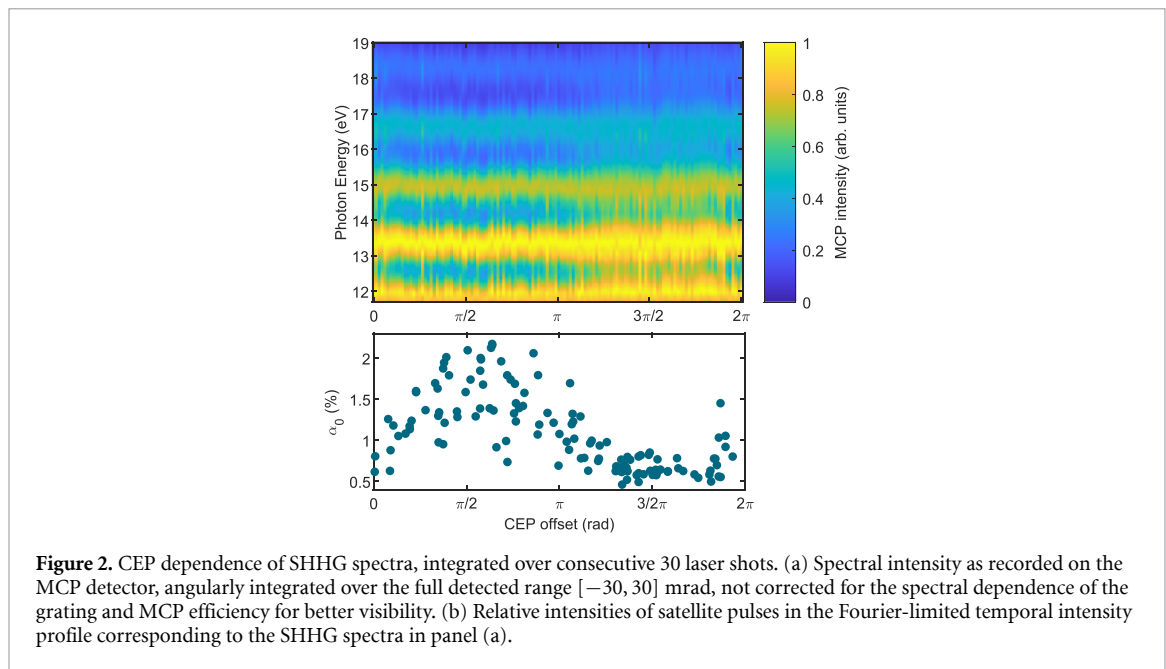 19
18
17
16
15
14
13
12
Photon Energy (eV)
0
π/2
π
3π/2
2π
1
0.8
0.6
0.4
0.2
0
MCP intensity (arb. units)
2
1.5
1
0.5
α₀ (%)
0
π/2
π
3/2π
2π
CEP offset (rad)
Figure 2. CEP dependence of SHHG spectra, integrated over consecutive 30 laser shots. (a) Spectral intensity as recorded on the
MCP detector, angularly integrated over the full detected range [−30, 30] mrad, not corrected for the spectral dependence of the
grating and MCP efficiency for better visibility. (b) Relative intensities of satellite pulses in the Fourier-limited temporal intensity
profile corresponding to the SHHG spectra in panel (a).